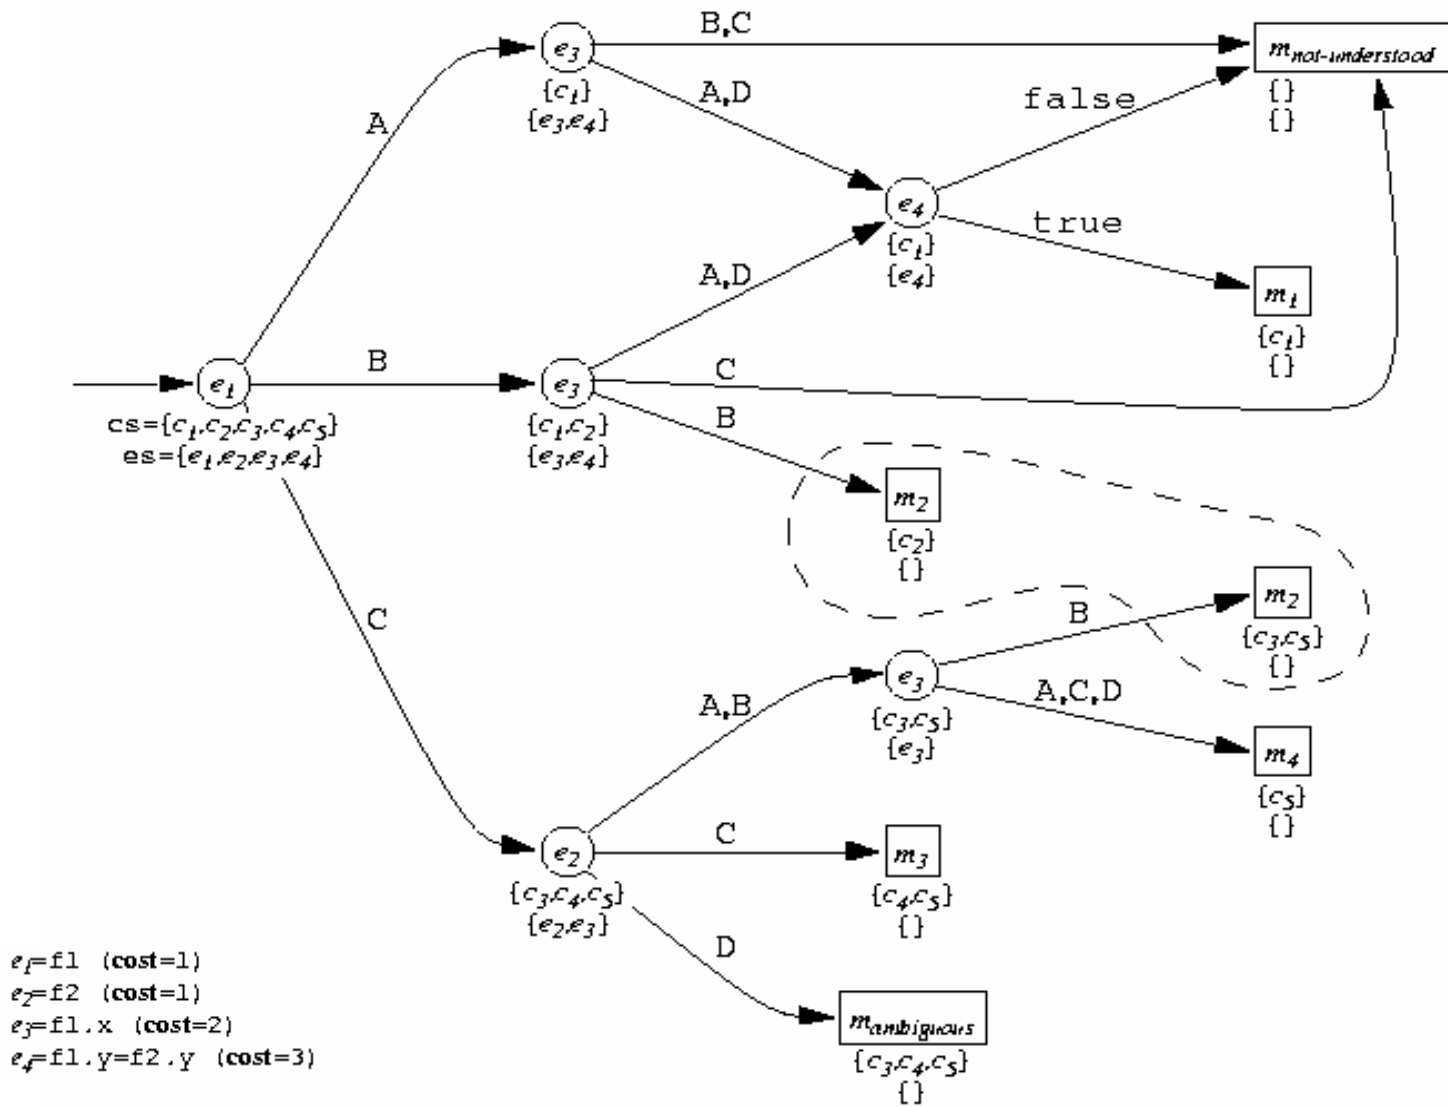 B,C
e3
mnot-understood
{c1}
{e3,e4}
A,D
false
{}
{}
A
e4
true
{c1}
{e4}
A,D
m1
{c1}
{}
B
C
e1
e3
B
cs={c1,c2,c3,c4,c5}
es={e1,e2,e3,e4}
{c1,c2}
{e3,e4}
m2
{c2}
{}
m2
B
{c3,c5}
{}
C
e3
A,C,D
A,B
{c3,c5}
{e3}
m4
{c5}
{}
C
e2
m3
{c3,c4,c5}
{e2,e3}
{c4,c5}
{}
D
e1=f1 (cost=1)
e2=f2 (cost=1)
e3=f1.x (cost=2)
e4=f1.y=f2.y (cost=3)
mambiguous
{c3,c4,c5}
{}